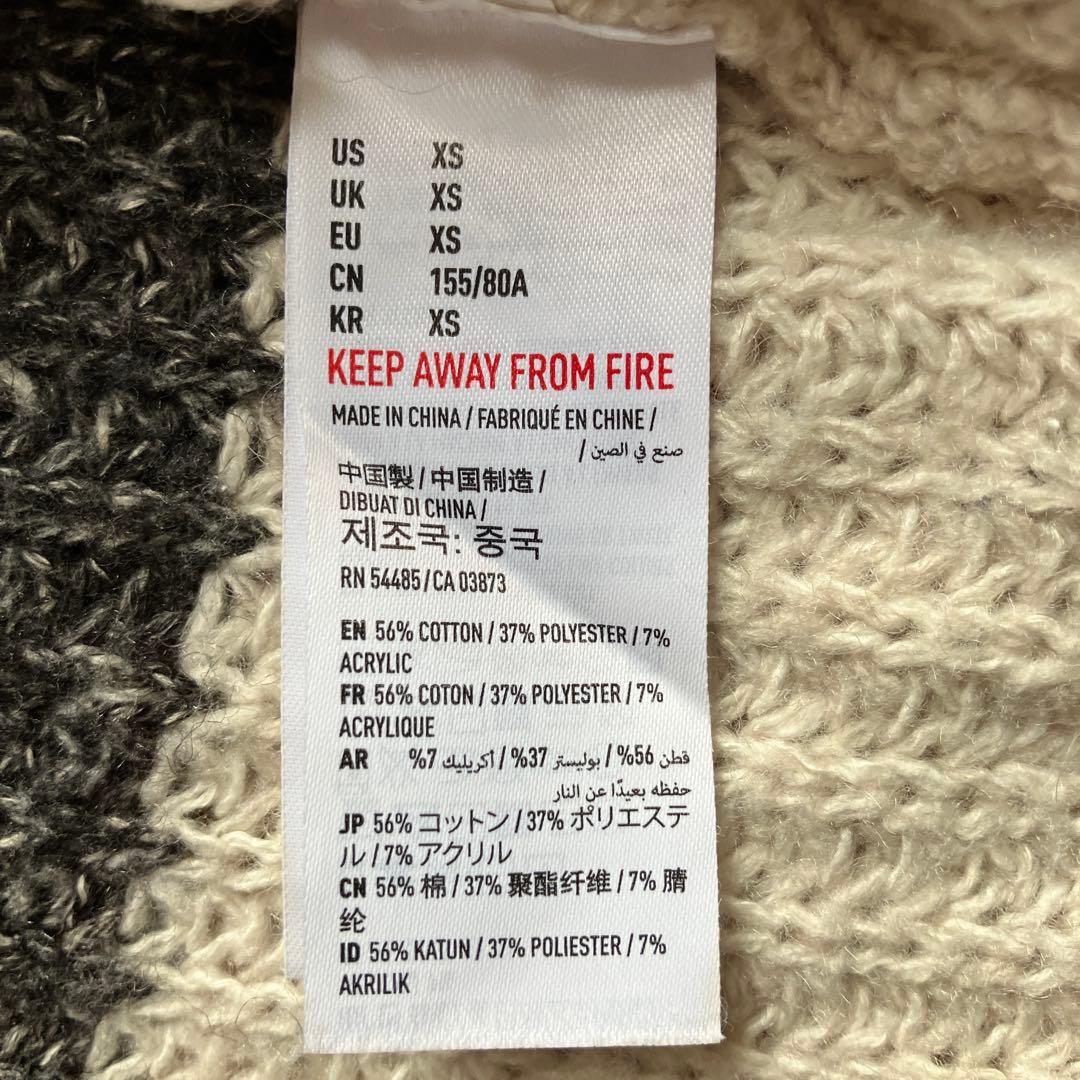 US XS
UK XS
EU XS
CN 155/80A
KR XS
KEEP AWAY FROM FIRE
MADE IN CHINA / FABRIQUÉ EN CHINE /
صنع في الصين /
中国製 / 中国制造 /
DIBUAT DI CHINA /
제조국: 중국
RN 54485 / CA 03873
EN 56% COTTON / 37% POLYESTER / 7%
ACRYLIC
FR 56% COTON / 37% POLYESTER / 7%
ACRYLIQUE
AR قطن 56% / بوليستر 37% / أكريليك 7%
حفظه بعيدًا عن النار
JP 56% コットン / 37% ポリエステ
ル / 7% アクリル
CN 56% 棉 / 37% 聚酯纤维 / 7% 腈
纶
ID 56% KATUN / 37% POLIESTER / 7%
AKRILIK